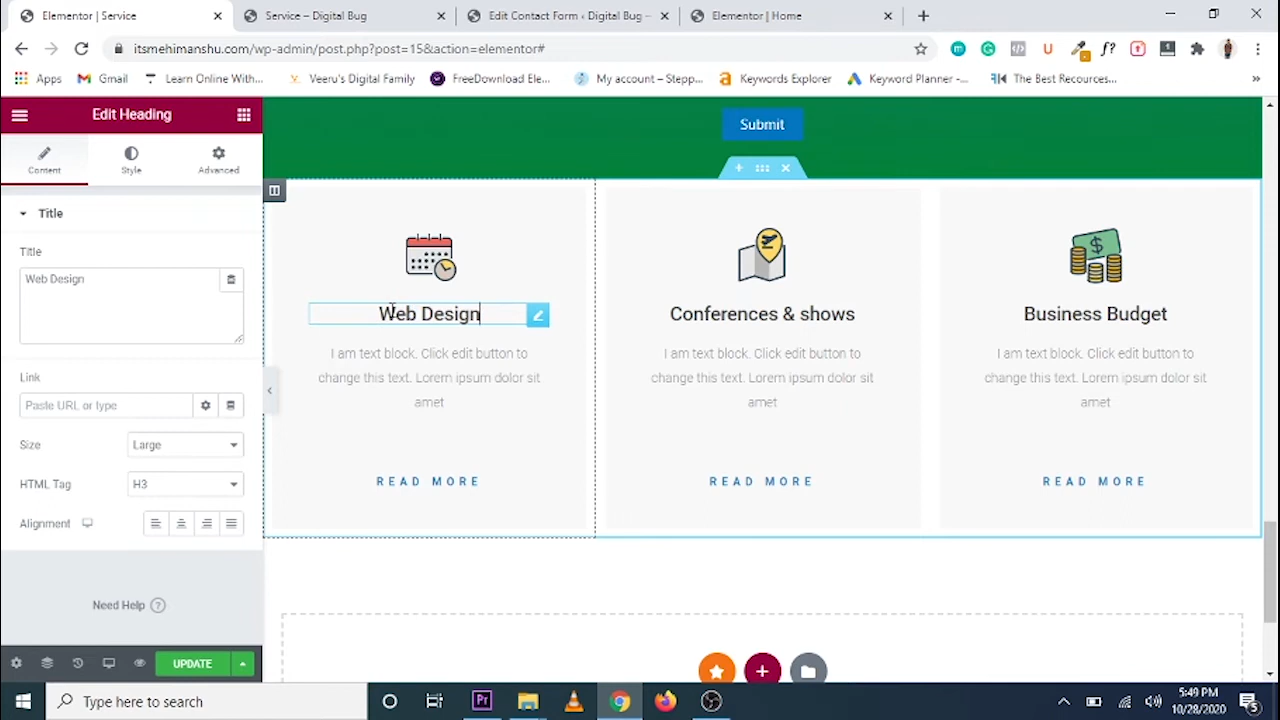 Elementor | Service
Service – Digital Bug
Edit Contact Form ‹ Digital Bug –
Elementor | Home
itsmehimanshu.com/wp-admin/post.php?post=15&action=elementor#
Apps
Gmail
Learn Online With...
Veeru's Digital Family
FreeDownload Ele...
My account – Stepp...
Keywords Explorer
Keyword Planner -...
The Best Recources...
Edit Heading
Content
Style
Advanced
Title
Title
Web Design
Link
Paste URL or type
Size
Large
HTML Tag
H3
Alignment
Need Help
UPDATE
Submit
Web Design
I am text block. Click edit button to
change this text. Lorem ipsum dolor sit
amet
READ MORE
Conferences & shows
I am text block. Click edit button to
change this text. Lorem ipsum dolor sit
amet
READ MORE
Business Budget
I am text block. Click edit button to
change this text. Lorem ipsum dolor sit
amet
READ MORE
Type here to search
5:49 PM
10/28/2020
5